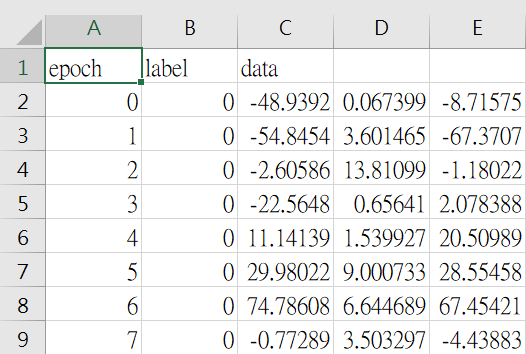 A B C D E
1 epoch label data
2 0 0 -48.9392 0.067399 -8.71575
3 1 0 -54.8454 3.601465 -67.3707
4 2 0 -2.60586 13.81099 -1.18022
5 3 0 -22.5648 0.65641 2.078388
6 4 0 11.14139 1.539927 20.50989
7 5 0 29.98022 9.000733 28.55458
8 6 0 74.78608 6.644689 67.45421
9 7 0 -0.77289 3.503297 -4.43883